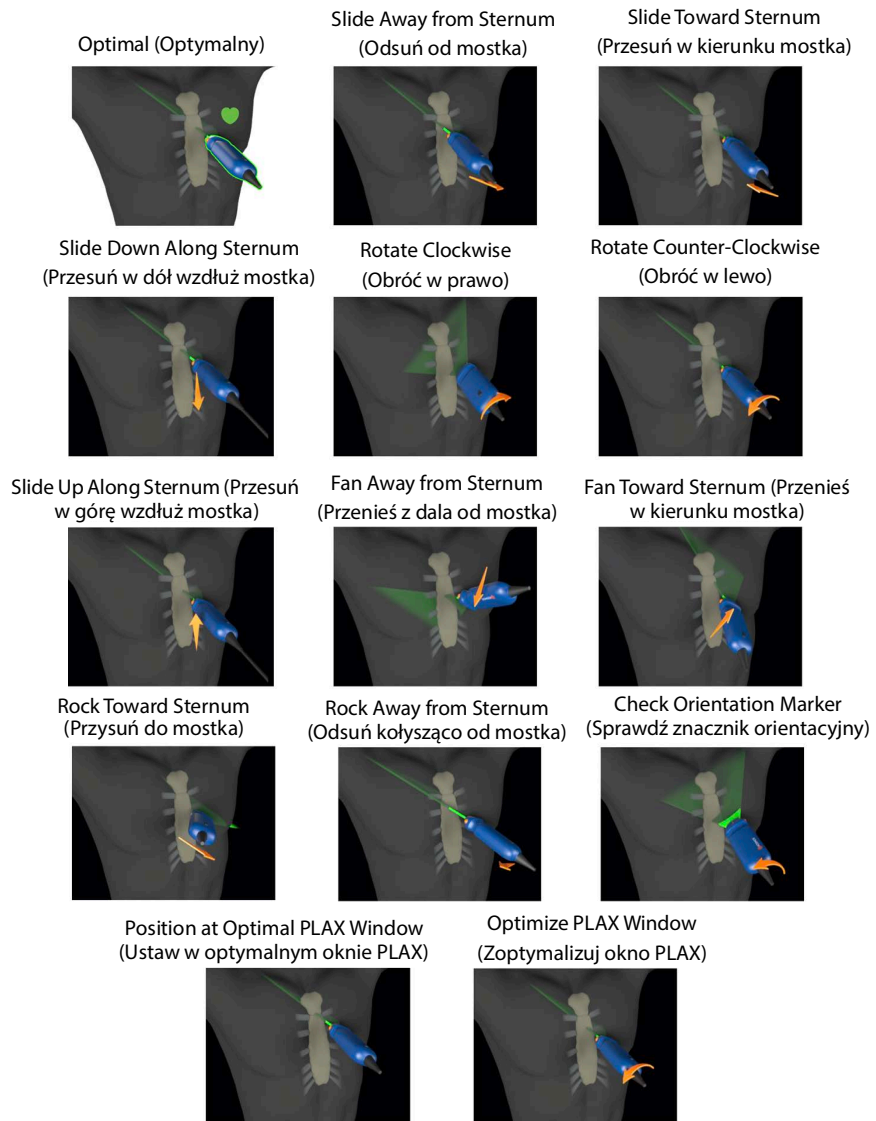 Optimal (Optymalny)
Slide Away from Sternum
(Odsuń od mostka)
Slide Toward Sternum
(Przesuń w kierunku mostka)
Slide Down Along Sternum
(Przesuń w dół wzdłuż mostka)
Rotate Clockwise
(Obróć w prawo)
Rotate Counter-Clockwise
(Obróć w lewo)
Slide Up Along Sternum (Przesuń
w górę wzdłuż mostka)
Fan Away from Sternum
(Przenieś z dala od mostka)
Fan Toward Sternum (Przenieś
w kierunku mostka)
Rock Toward Sternum
(Przysuń do mostka)
Rock Away from Sternum
(Odsuń kołysząco od mostka)
Check Orientation Marker
(Sprawdź znacznik orientacyjny)
Position at Optimal PLAX Window
(Ustaw w optymalnym oknie PLAX)
Optimize PLAX Window
(Zoptymalizuj okno PLAX)